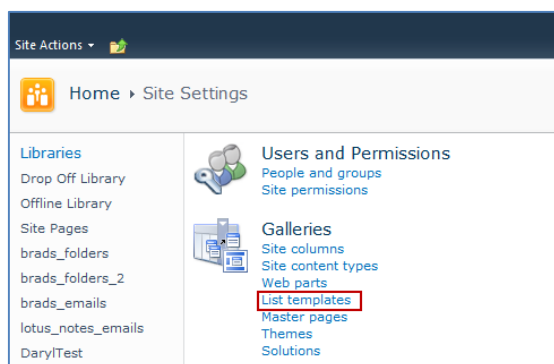 Site Actions
Home ▸ Site Settings
Libraries
Drop Off Library
Offline Library
Site Pages
brads_folders
brads_folders_2
brads_emails
lotus_notes_emails
DarylTest
Users and Permissions
People and groups
Site permissions
Galleries
Site columns
Site content types
Web parts
List templates
Master pages
Themes
Solutions